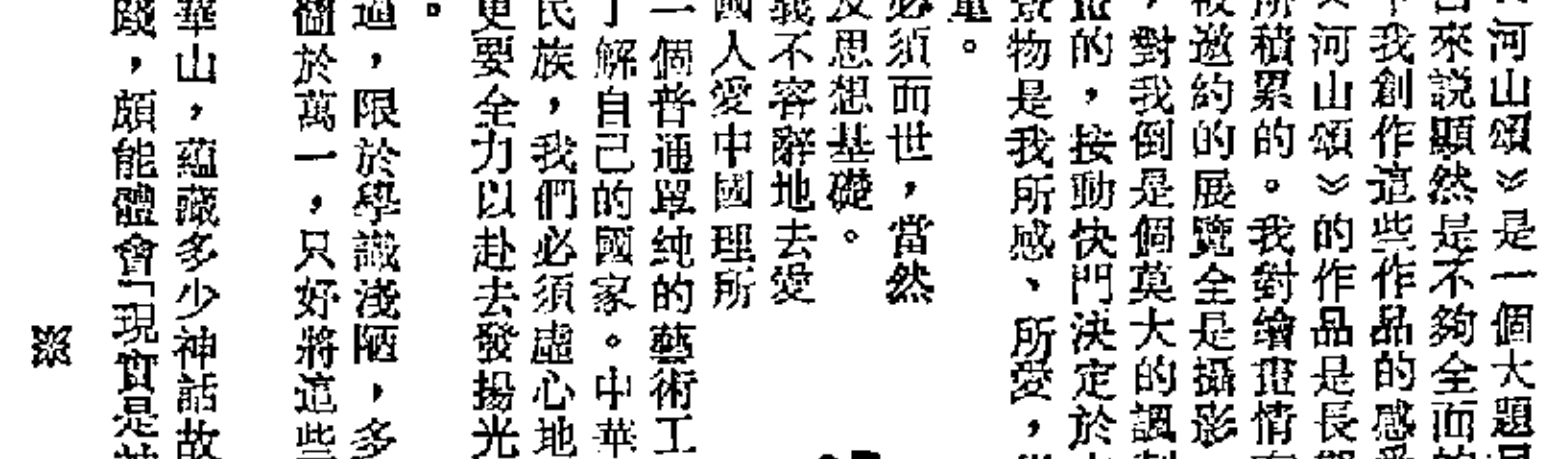 河山頌》是一個大題
來説顯然是不夠全面的
我創作這些作品的感
《河山頌》的作品是長
所積累的。我對繪畫情
被邀約的展覽全是攝影
，對我倒是個莫大的諷
的，按動快門決定於
景物是我所感、所愛，
重。
必須而世，當然
反思想基礎。
義不容辭地去愛
國人愛中國理所
一個普通單纯的藝術工
了解自己的國家。中華
民族，我們必須虛心地
更要全力以赴去發揚光
。
過，限於學識淺陋，多
於萬一，只好將這些
華山，蘊藏多少神話故
踐，頗能體會「現實是
※